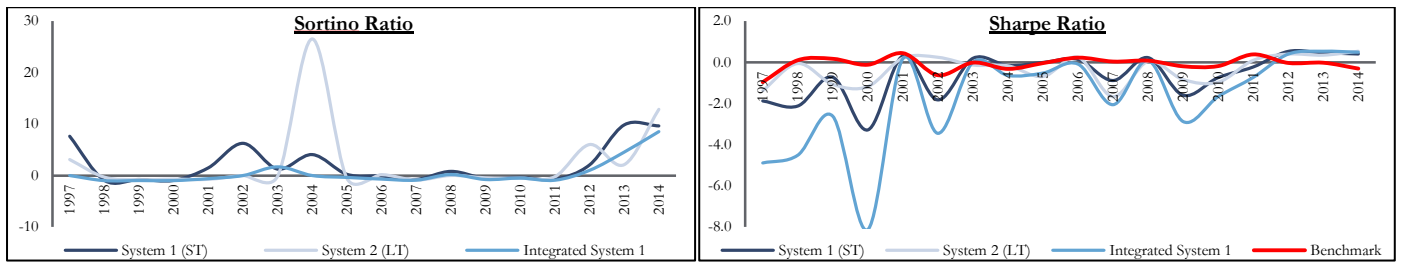 Sortino Ratio
30
20
10
0
-10
1997 1998 1999 2000 2001 2002 2003 2004 2005 2006 2007 2008 2009 2010 2011 2012 2013 2014
System 1 (ST) System 2 (LT) Integrated System 1
Sharpe Ratio
2.0
0.0
-2.0
-4.0
-6.0
-8.0
1997 1998 1999 2000 2001 2002 2003 2004 2005 2006 2007 2008 2009 2010 2011 2012 2013 2014
System 1 (ST) System 2 (LT) Integrated System 1 Benchmark